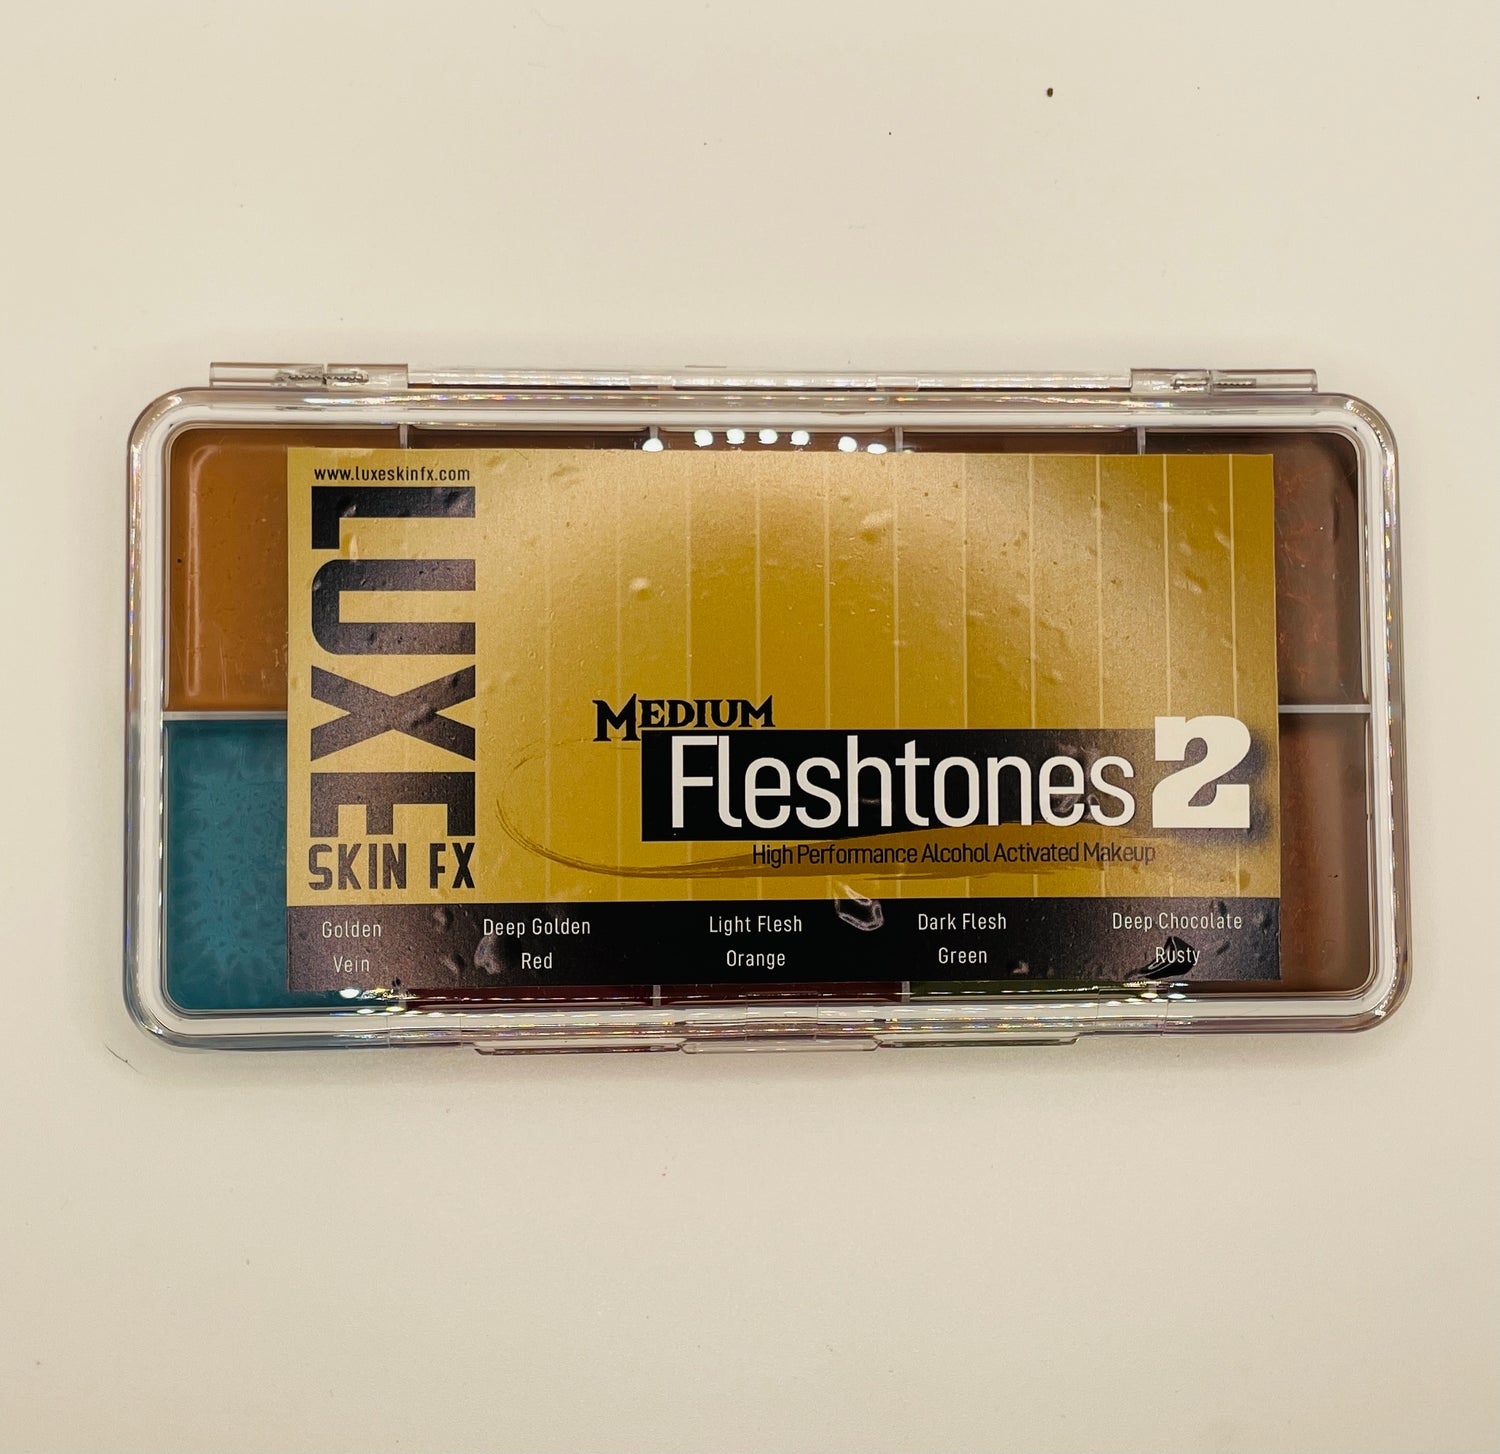 www.luxeskinfx.com
LUXE
SKIN FX
MEDIUM
Fleshtones 2
High Performance Alcohol Activated Makeup
Golden Deep Golden Light Flesh Dark Flesh Deep Chocolate
Vein Red Orange Green Rusty